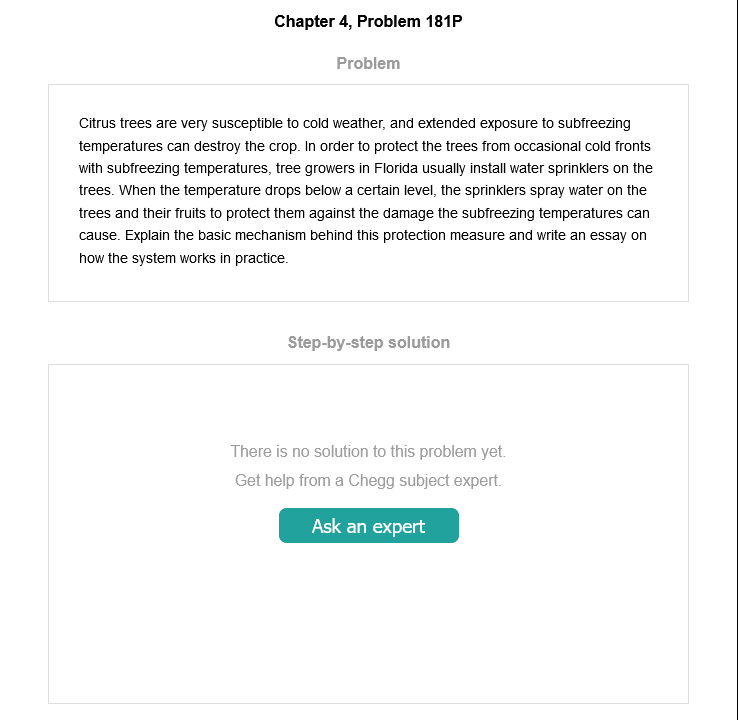 Chapter 4, Problem 181P
Problem
Citrus trees are very susceptible to cold weather, and extended exposure to subfreezing
temperatures can destroy the crop. In order to protect the trees from occasional cold fronts
with subfreezing temperatures, tree growers in Florida usually install water sprinklers on the
trees. When the temperature drops below a certain level, the sprinklers spray water on the
trees and their fruits to protect them against the damage the subfreezing temperatures can
cause. Explain the basic mechanism behind this protection measure and write an essay on
how the system works in practice.
Step-by-step solution
There is no solution to this problem yet.
Get help from a Chegg subject expert.
Ask an expert